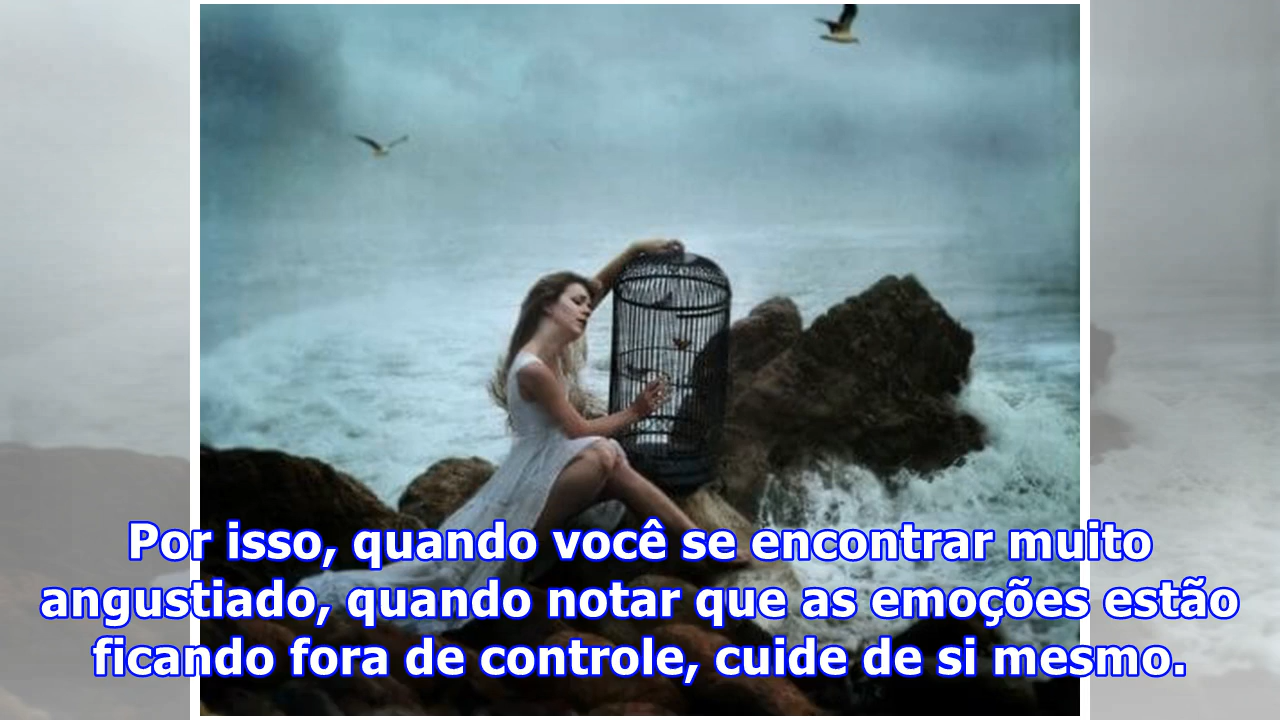 Por isso, quando você se encontrar muito
angustiado, quando notar que as emoções estão
ficando fora de controle, cuide de si mesmo.